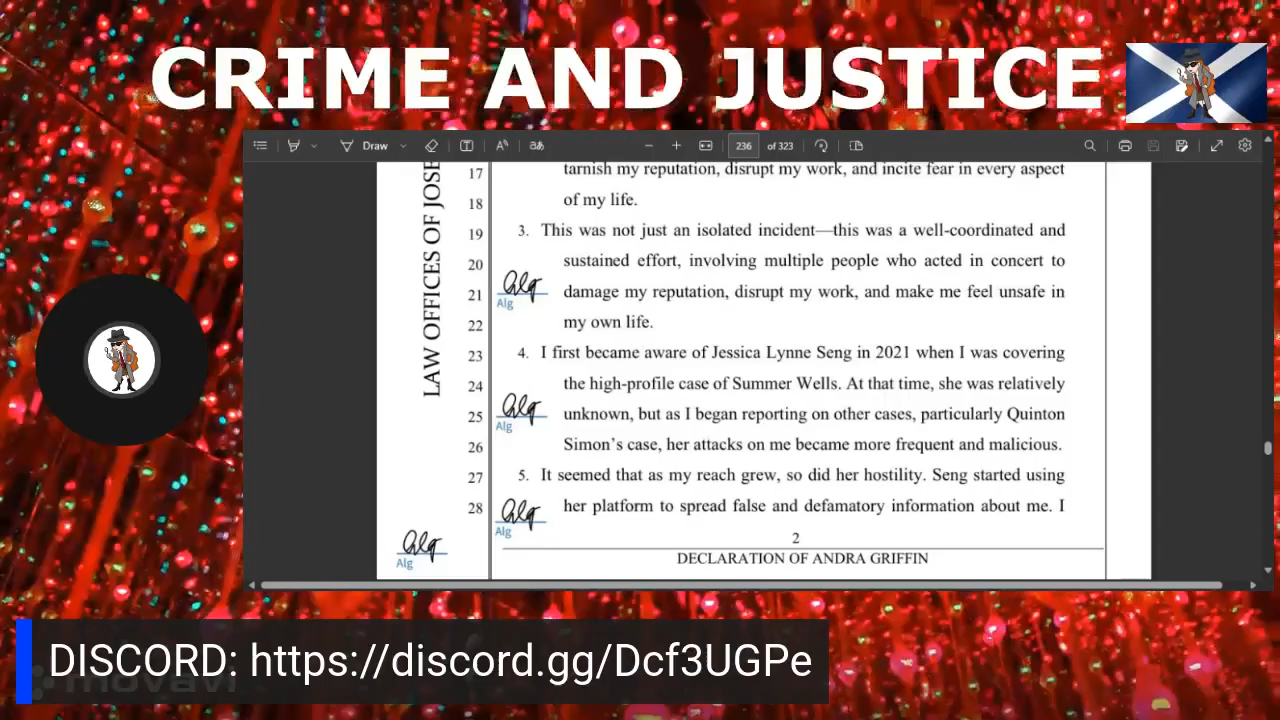 CRIME AND JUSTICE
Draw
236 of 323
LAW OFFICES OF JOSE
17 tarnish my reputation, disrupt my work, and incite fear in every aspect
18 of my life.
19 3. This was not just an isolated incident—this was a well-coordinated and
20 sustained effort, involving multiple people who acted in concert to
21 damage my reputation, disrupt my work, and make me feel unsafe in
Alg
Alg
22 my own life.
23 4. I first became aware of Jessica Lynne Seng in 2021 when I was covering
24 the high-profile case of Summer Wells. At that time, she was relatively
25 unknown, but as I began reporting on other cases, particularly Quinton
Alg
Alg
26 Simon's case, her attacks on me became more frequent and malicious.
27 5. It seemed that as my reach grew, so did her hostility. Seng started using
28 her platform to spread false and defamatory information about me. I
Alg
Alg
2
Alg
Alg
DECLARATION OF ANDRA GRIFFIN
DISCORD: https://discord.gg/Dcf3UGPe
movavi